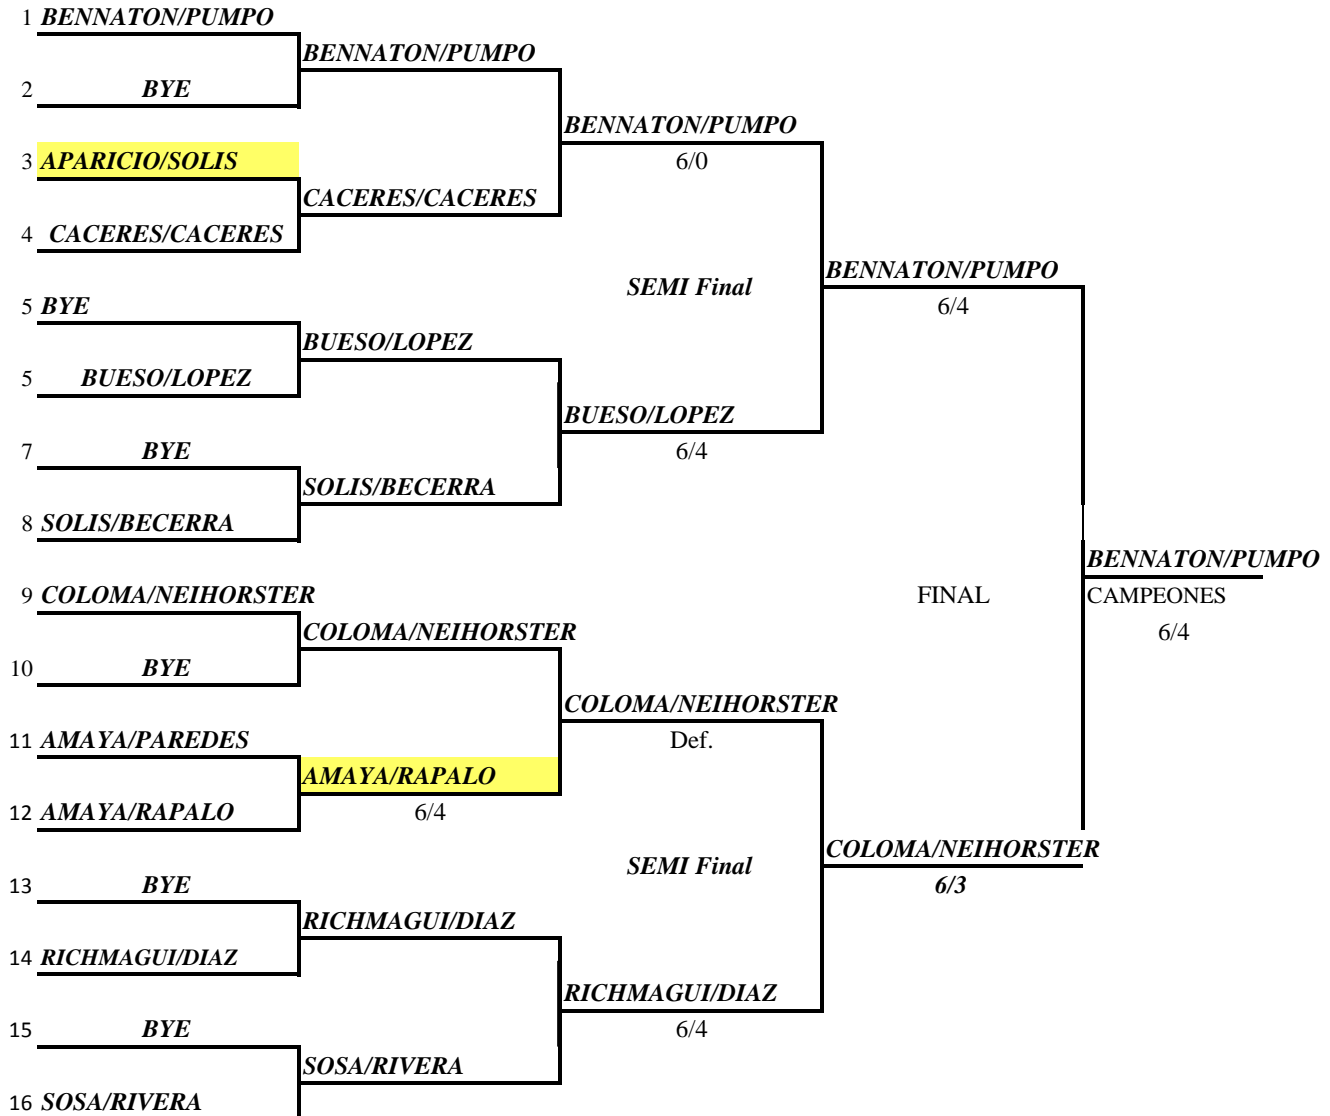 1 BENNATON/PUMPO
BENNATON/PUMPO
2 BYE
BENNATON/PUMPO
3 APARICIO/SOLIS
6/0
CACERES/CACERES
4 CACERES/CACERES
BENNATON/PUMPO
SEMI Final
5 BYE
6/4
BUESO/LOPEZ
5 BUESO/LOPEZ
BUESO/LOPEZ
7 BYE
6/4
SOLIS/BECERRA
8 SOLIS/BECERRA
BENNATON/PUMPO
9 COLOMA/NEIHORSTER
FINAL
CAMPEONES
COLOMA/NEIHORSTER
6/4
10 BYE
COLOMA/NEIHORSTER
11 AMAYA/PAREDES
Def.
AMAYA/RAPALO
12 AMAYA/RAPALO
6/4
COLOMA/NEIHORSTER
SEMI Final
13 BYE
6/3
RICHMAGUI/DIAZ
14 RICHMAGUI/DIAZ
RICHMAGUI/DIAZ
15 BYE
6/4
SOSA/RIVERA
16 SOSA/RIVERA